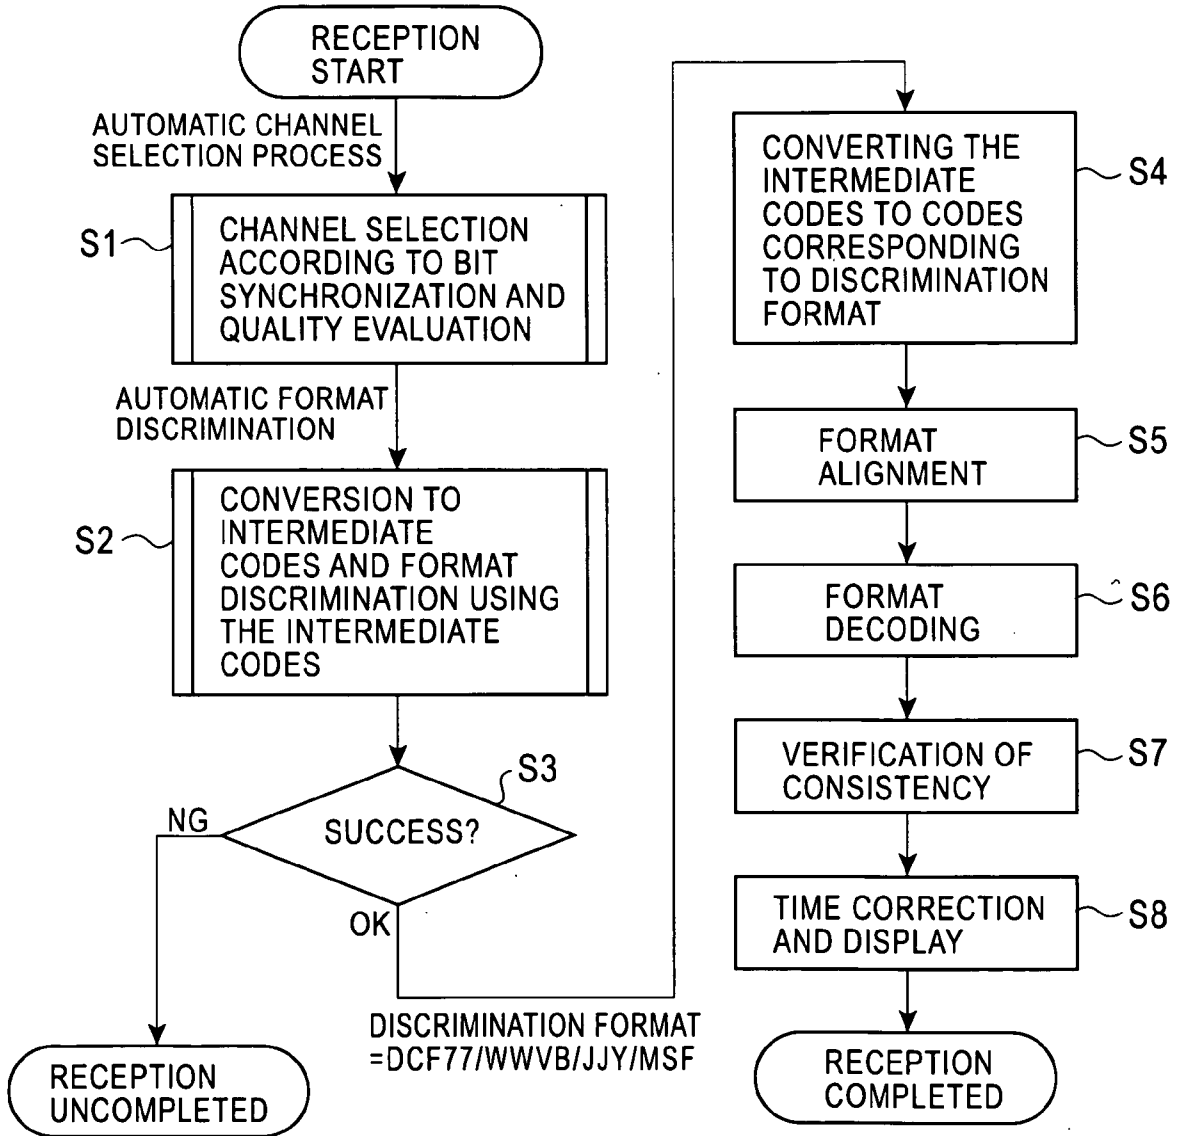 RECEPTION
START
AUTOMATIC CHANNEL
SELECTION PROCESS
S1
CHANNEL SELECTION
ACCORDING TO BIT
SYNCHRONIZATION AND
QUALITY EVALUATION
AUTOMATIC FORMAT
DISCRIMINATION
S2
CONVERSION TO
INTERMEDIATE
CODES AND FORMAT
DISCRIMINATION USING
THE INTERMEDIATE
CODES
S3
SUCCESS?
NG
OK
RECEPTION
UNCOMPLETED
DISCRIMINATION FORMAT
=DCF77/WWVB/JJY/MSF
CONVERTING THE
INTERMEDIATE
CODES TO CODES
CORRESPONDING
TO DISCRIMINATION
FORMAT
S4
FORMAT
ALIGNMENT
S5
FORMAT
DECODING
S6
VERIFICATION OF
CONSISTENCY
S7
TIME CORRECTION
AND DISPLAY
S8
RECEPTION
COMPLETED